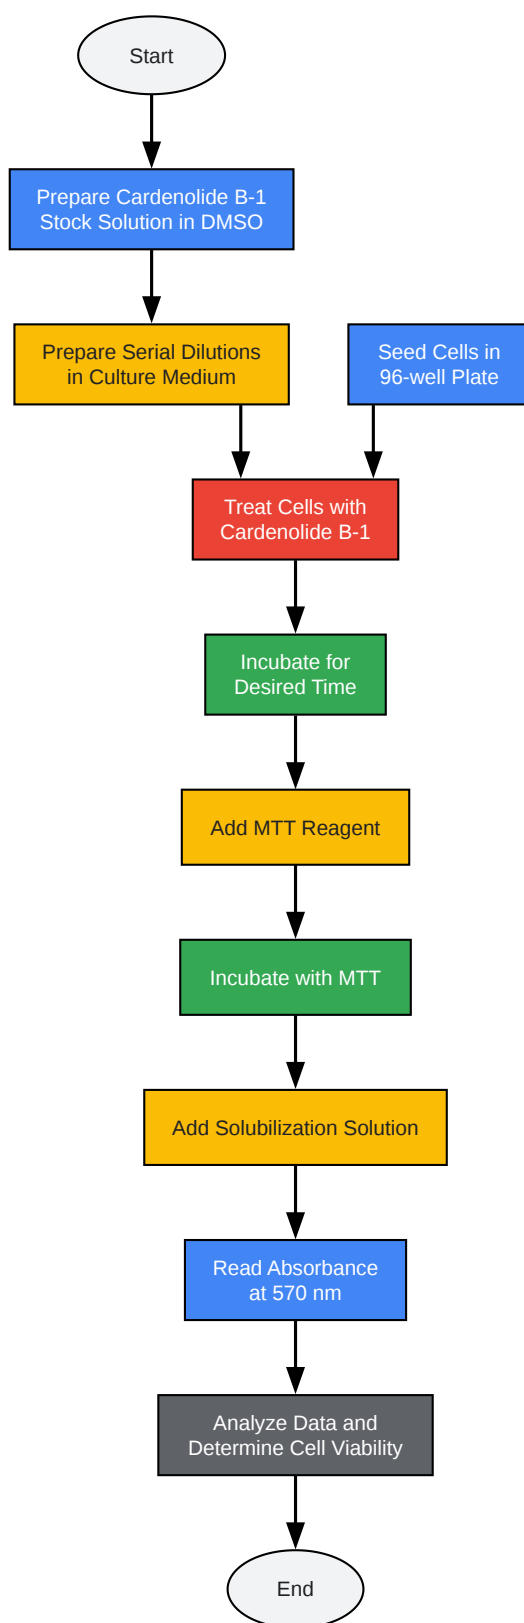 Start
Prepare Cardenolide B-1
Stock Solution in DMSO
Prepare Serial Dilutions
in Culture Medium
Seed Cells in
96-well Plate
Treat Cells with
Cardenolide B-1
Incubate for
Desired Time
Add MTT Reagent
Incubate with MTT
Add Solubilization Solution
Read Absorbance
at 570 nm
Analyze Data and
Determine Cell Viability
End